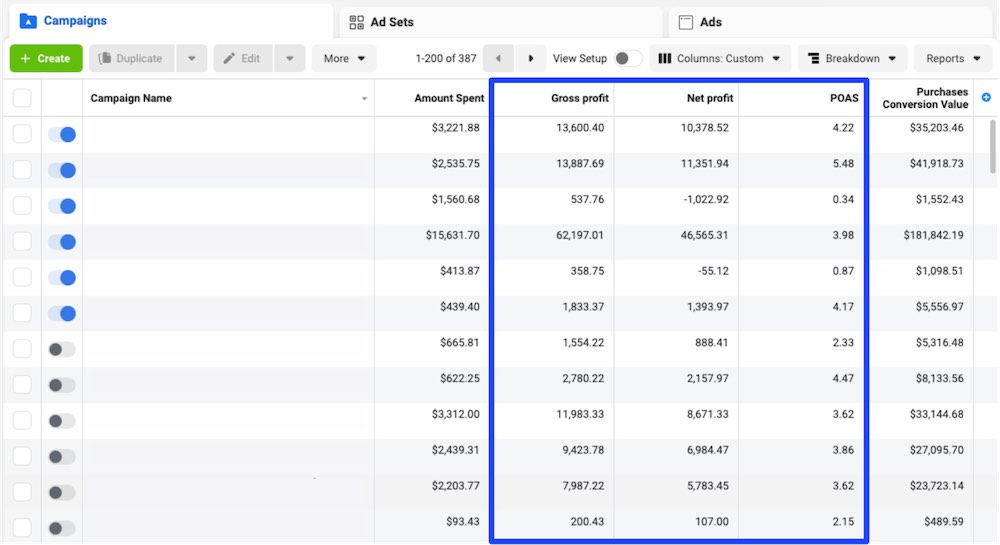 Campaigns Ad Sets Ads
+ Create Duplicate Edit More 1-200 of 387 View Setup Columns: Custom Breakdown Reports
Campaign Name Amount Spent Gross profit Net profit POAS Purchases
Conversion Value
$3,221.88 13,600.40 10,378.52 4.22 $35,203.46
$2,535.75 13,887.69 11,351.94 5.48 $41,918.73
$1,560.68 537.76 -1,022.92 0.34 $1,552.43
$15,631.70 62,197.01 46,565.31 3.98 $181,842.19
$413.87 358.75 -55.12 0.87 $1,098.51
$439.40 1,833.37 1,393.97 4.17 $5,556.97
$665.81 1,554.22 888.41 2.33 $5,316.48
$622.25 2,780.22 2,157.97 4.47 $8,133.56
$3,312.00 11,983.33 8,671.33 3.62 $33,144.68
$2,439.31 9,423.78 6,984.47 3.86 $27,095.70
$2,203.77 7,987.22 5,783.45 3.62 $23,723.14
$93.43 200.43 107.00 2.15 $489.59